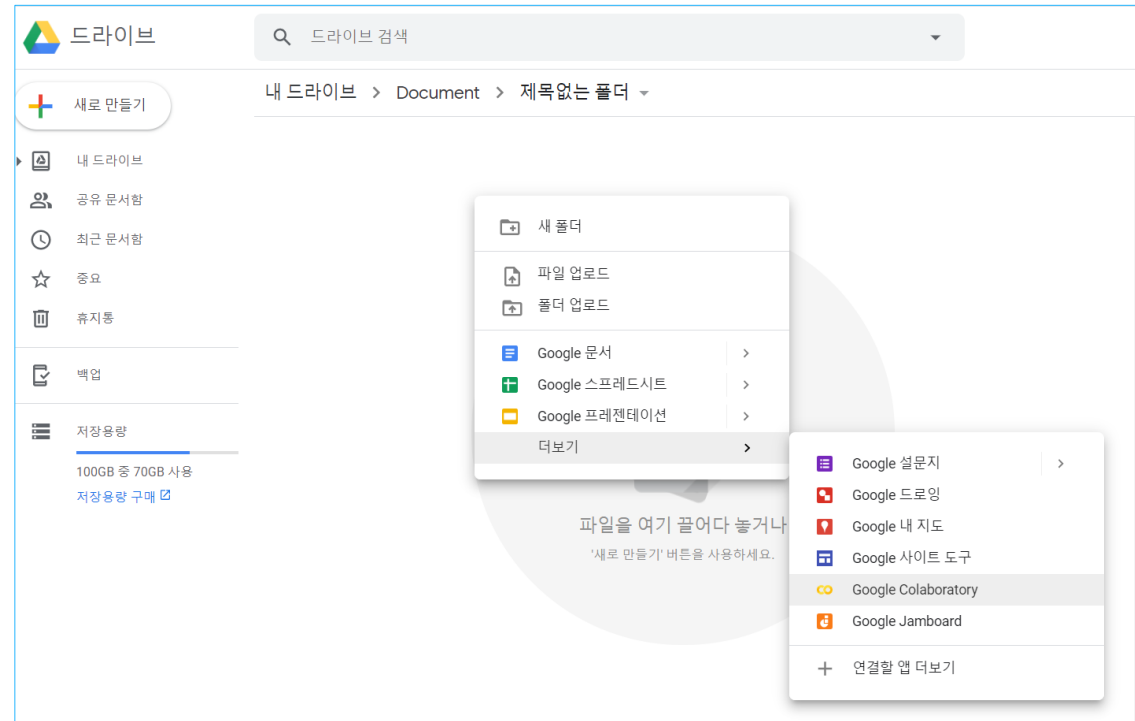 드라이브
드라이브 검색
새로 만들기
내 드라이브 > Document > 제목없는 폴더
내 드라이브
공유 문서함
최근 문서함
중요
휴지통
백업
저장용량
100GB 중 70GB 사용
저장용량 구매
새 폴더
파일 업로드
폴더 업로드
Google 문서
Google 스프레드시트
Google 프레젠테이션
더보기
Google 설문지
Google 드로잉
Google 내 지도
Google 사이트 도구
Google Colaboratory
Google Jamboard
연결할 앱 더보기
파일을 여기 끌어다 놓거나
'새로 만들기' 버튼을 사용하세요.